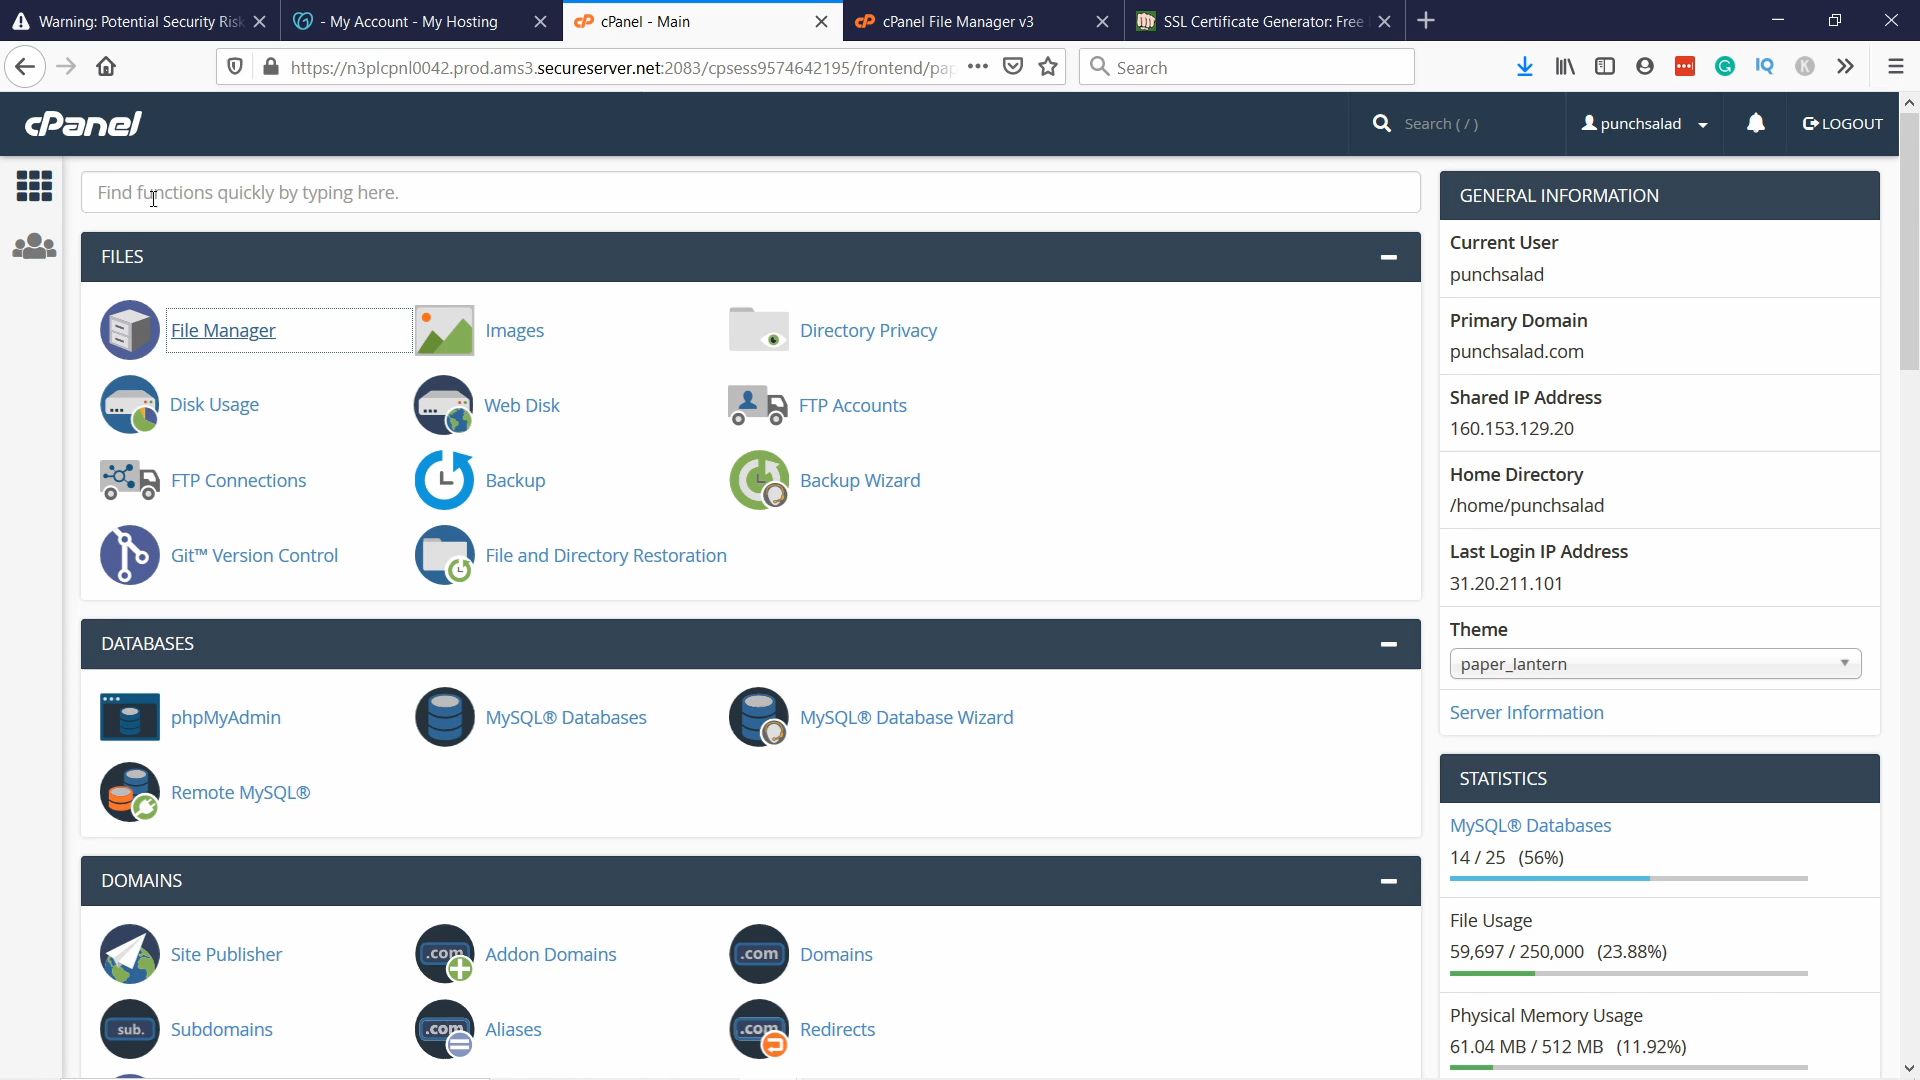 Warning: Potential Security Risk
- My Account - My Hosting
cPanel - Main
cPanel File Manager v3
SSL Certificate Generator: Free
https://n3plcpnl0042.prod.ams3.secureserver.net:2083/cpsess9574642195/frontend/pap
Search
cPanel
Search ( / )
punchsalad
LOGOUT
Find functions quickly by typing here.
FILES
File Manager
Images
Directory Privacy
Disk Usage
Web Disk
FTP Accounts
FTP Connections
Backup
Backup Wizard
Git™ Version Control
File and Directory Restoration
DATABASES
phpMyAdmin
MySQL® Databases
MySQL® Database Wizard
Remote MySQL®
DOMAINS
.com
.com
Site Publisher
Addon Domains
Domains
sub.
.com
.com
Subdomains
Aliases
Redirects
GENERAL INFORMATION
Current User
punchsalad
Primary Domain
punchsalad.com
Shared IP Address
160.153.129.20
Home Directory
/home/punchsalad
Last Login IP Address
31.20.211.101
Theme
paper_lantern
Server Information
STATISTICS
MySQL® Databases
14 / 25 (56%)
File Usage
59,697 / 250,000 (23.88%)
Physical Memory Usage
61.04 MB / 512 MB (11.92%)